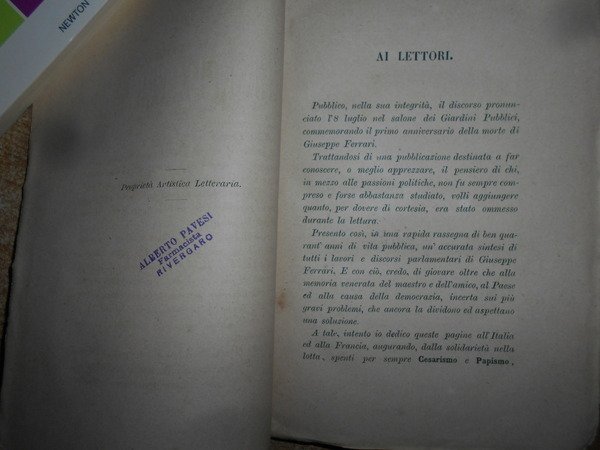 NEWTON
Proprietà Artistica Letteraria.
ALBERTO PAVESI
Farmacista
RIVERGARO
AI LETTORI.
Pubblico, nella sua integrità, il discorso pronun-
ciato l'8 luglio nel salone dei Giardini Pubblici,
commemorando il primo anniversario della morte di
Giuseppe Ferrari.
Trattandosi di una pubblicazione destinata a far
conoscere, o meglio apprezzare, il pensiero di chi,
in mezzo alle passioni politiche, non fu sempre com-
preso e forse abbastanza studiato, volli aggiungere
quanto, per dovere di cortesia, era stato ommesso
durante la lettura.
Presento così, in una rapida rassegna di ben qua-
rant'anni di vita pubblica, un'accurata sintesi di
tutti i lavori e discorsi parlamentari di Giuseppe
Ferrari. E con ciò, credo, di giovare oltre che alla
memoria venerata del maestro e dell'amico, al Paese
ed alla causa della democrazia, incerta sui più
gravi problemi, che ancora la dividono ed aspettano
una soluzione.
A tale, intento io dedico queste pagine all'Italia
ed alla Francia, augurando, dalla solidarietà nella
lotta, spenti per sempre Cesarismo e Papismo,